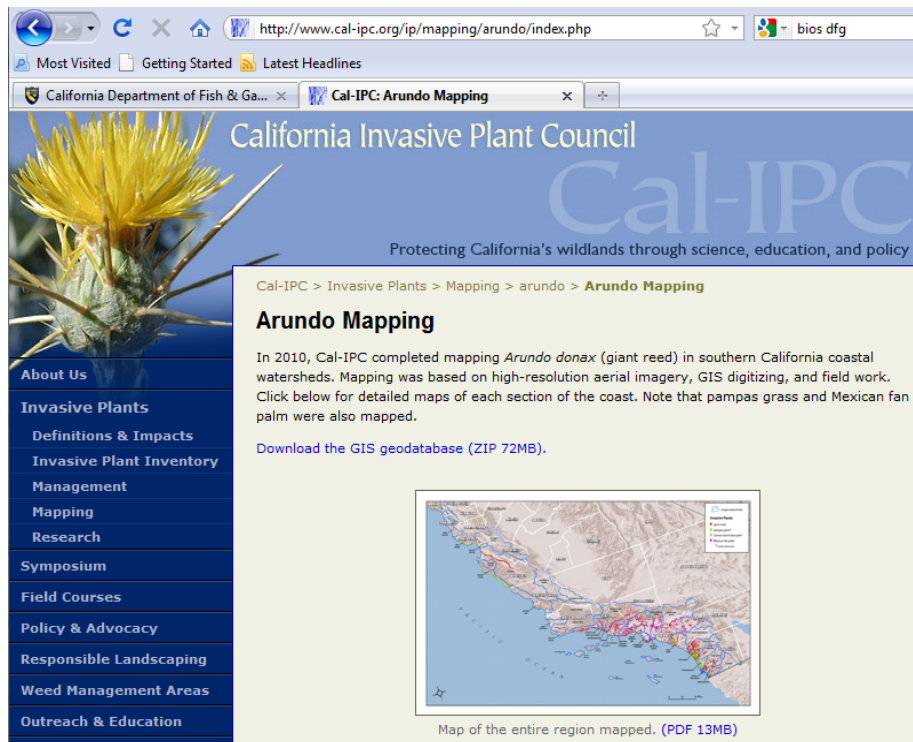 http://www.cal-ipc.org/ip/mapping/arundo/index.php
bios dfg
Most Visited Getting Started Latest Headlines
California Department of Fish & Ga...
Cal-IPC: Arundo Mapping
California Invasive Plant Council
Cal-IPC
Protecting California's wildlands through science, education, and policy
Cal-IPC > Invasive Plants > Mapping > arundo > Arundo Mapping
Arundo Mapping
In 2010, Cal-IPC completed mapping Arundo donax (giant reed) in southern California coastal
watersheds. Mapping was based on high-resolution aerial imagery, GIS digitizing, and field work.
Click below for detailed maps of each section of the coast. Note that pampas grass and Mexican fan
palm were also mapped.
Download the GIS geodatabase (ZIP 72MB).
Map of the entire region mapped. (PDF 13MB)
About Us
Invasive Plants
Definitions & Impacts
Invasive Plant Inventory
Management
Mapping
Research
Symposium
Field Courses
Policy & Advocacy
Responsible Landscaping
Weed Management Areas
Outreach & Education